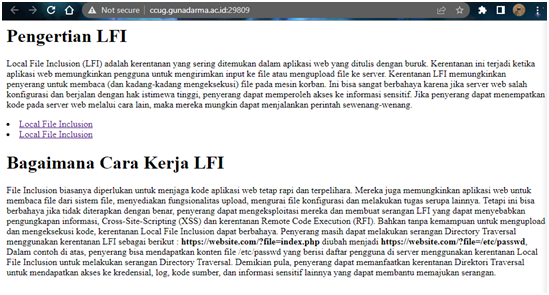 Not secure | ccug.gunadarma.ac.id:29809
Pengertian LFI
Local File Inclusion (LFI) adalah kerentanan yang sering ditemukan dalam aplikasi web yang ditulis dengan buruk. Kerentanan ini terjadi ketika
aplikasi web memungkinkan pengguna untuk mengirimkan input ke file atau mengupload file ke server. Kerentanan LFI memungkinkan
penyerang untuk membaca (dan kadang-kadang mengeksekusi) file pada mesin korban. Ini bisa sangat berbahaya karena jika server web salah
konfigurasi dan berjalan dengan hak istimewa tinggi, penyerang dapat memperoleh akses ke informasi sensitif. Jika penyerang dapat menempatkan
kode pada server web melalui cara lain, maka mereka mungkin dapat menjalankan perintah sewenang-wenang.
• Local File Inclusion
• Local File Inclusion
Bagaimana Cara Kerja LFI
File Inclusion biasanya diperlukan untuk menjaga kode aplikasi web tetap rapi dan terpelihara. Mereka juga memungkinkan aplikasi web untuk
membaca file dari sistem file, menyediakan fungsionalitas upload, mengurai file konfigurasi dan melakukan tugas serupa lainnya. Tetapi ini bisa
berbahaya jika tidak diterapkan dengan benar, penyerang dapat mengeksploitasi mereka dan membuat serangan LFI yang dapat menyebabkan
pengungkapan informasi, Cross-Site-Scripting (XSS) dan kerentanan Remote Code Execution (RFI). Bahkan tanpa kemampuan untuk mengupload
dan mengeksekusi kode, kerentanan Local File Inclusion dapat berbahaya. Penyerang masih dapat melakukan serangan Directory Traversal
menggunakan kerentanan LFI sebagai berikut : https://website.com/?file=index.php diubah menjadi https://website.com/?file=/etc/passwd,
Dalam contoh di atas, penyerang bisa mendapatkan konten file /etc/passwd yang berisi daftar pengguna di server menggunakan kerentanan Local
File Inclusion untuk melakukan serangan Directory Traversal. Demikian pula, penyerang dapat memanfaatkan kerentanan Direktori Traversal
untuk mendapatkan akses ke kredensial, log, kode sumber, dan informasi sensitif lainnya yang dapat membantu memajukan serangan.